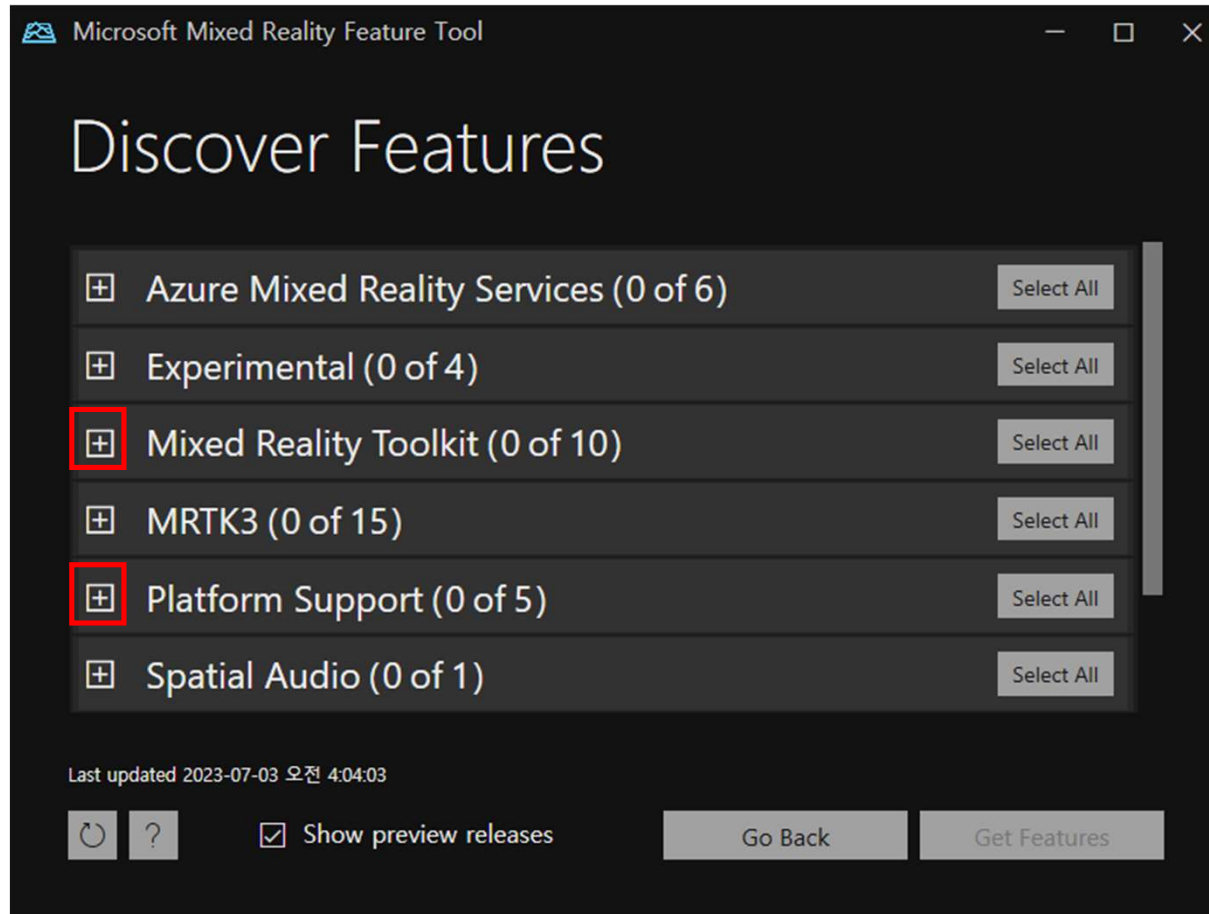 Microsoft Mixed Reality Feature Tool
Discover Features
Azure Mixed Reality Services (0 of 6) Select All
Experimental (0 of 4) Select All
Mixed Reality Toolkit (0 of 10) Select All
MRTK3 (0 of 15) Select All
Platform Support (0 of 5) Select All
Spatial Audio (0 of 1) Select All
Last updated 2023-07-03 오전 4:04:03
? Show preview releases Go Back Get Features